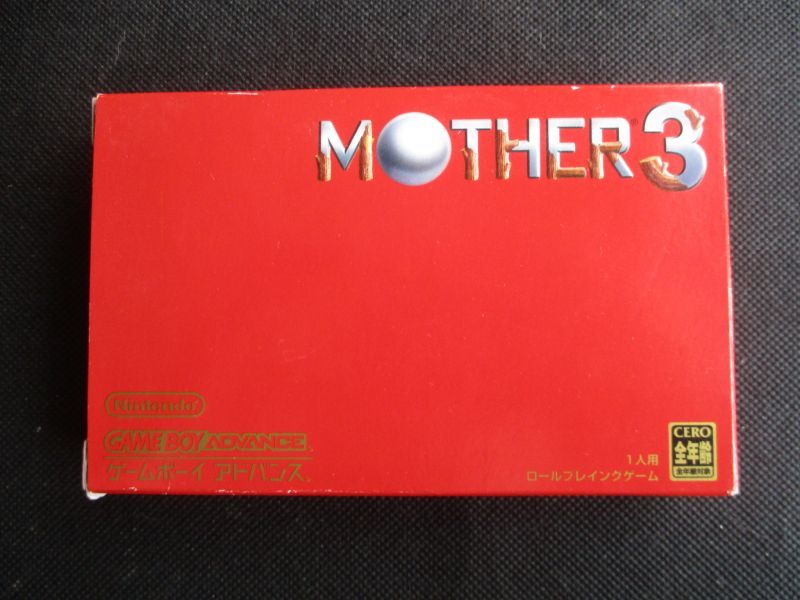 MOTHER® 3
Nintendo®
GAME BOY ADVANCE
ゲームボーイ アドバンス
1人用
ロールプレイングゲーム
CERO
全年齢
全年齢対象